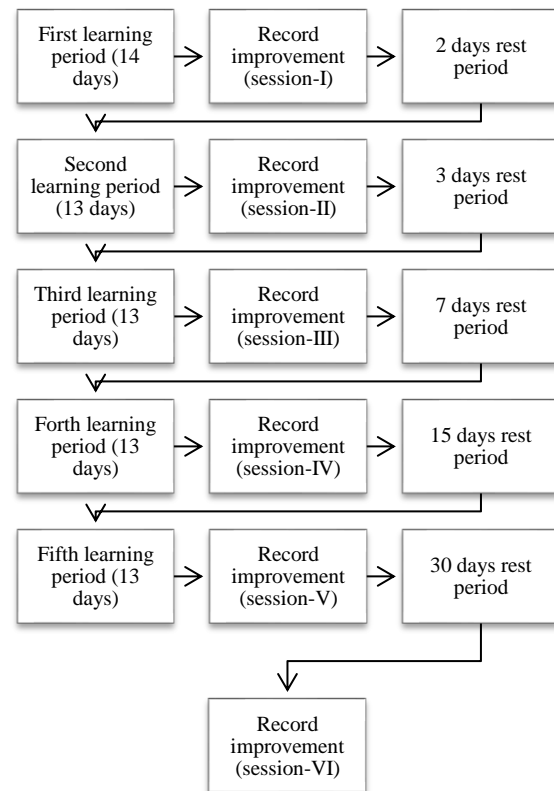 First learning
period (14
days)
Record
improvement
(session-I)
2 days rest
period
Second
learning period
(13 days)
Record
improvement
(session-II)
3 days rest
period
Third learning
period (13
days)
Record
improvement
(session-III)
7 days rest
period
Forth learning
period (13
days)
Record
improvement
(session-IV)
15 days rest
period
Fifth learning
period (13
days)
Record
improvement
(session-V)
30 days rest
period
Record
improvement
(session-VI)